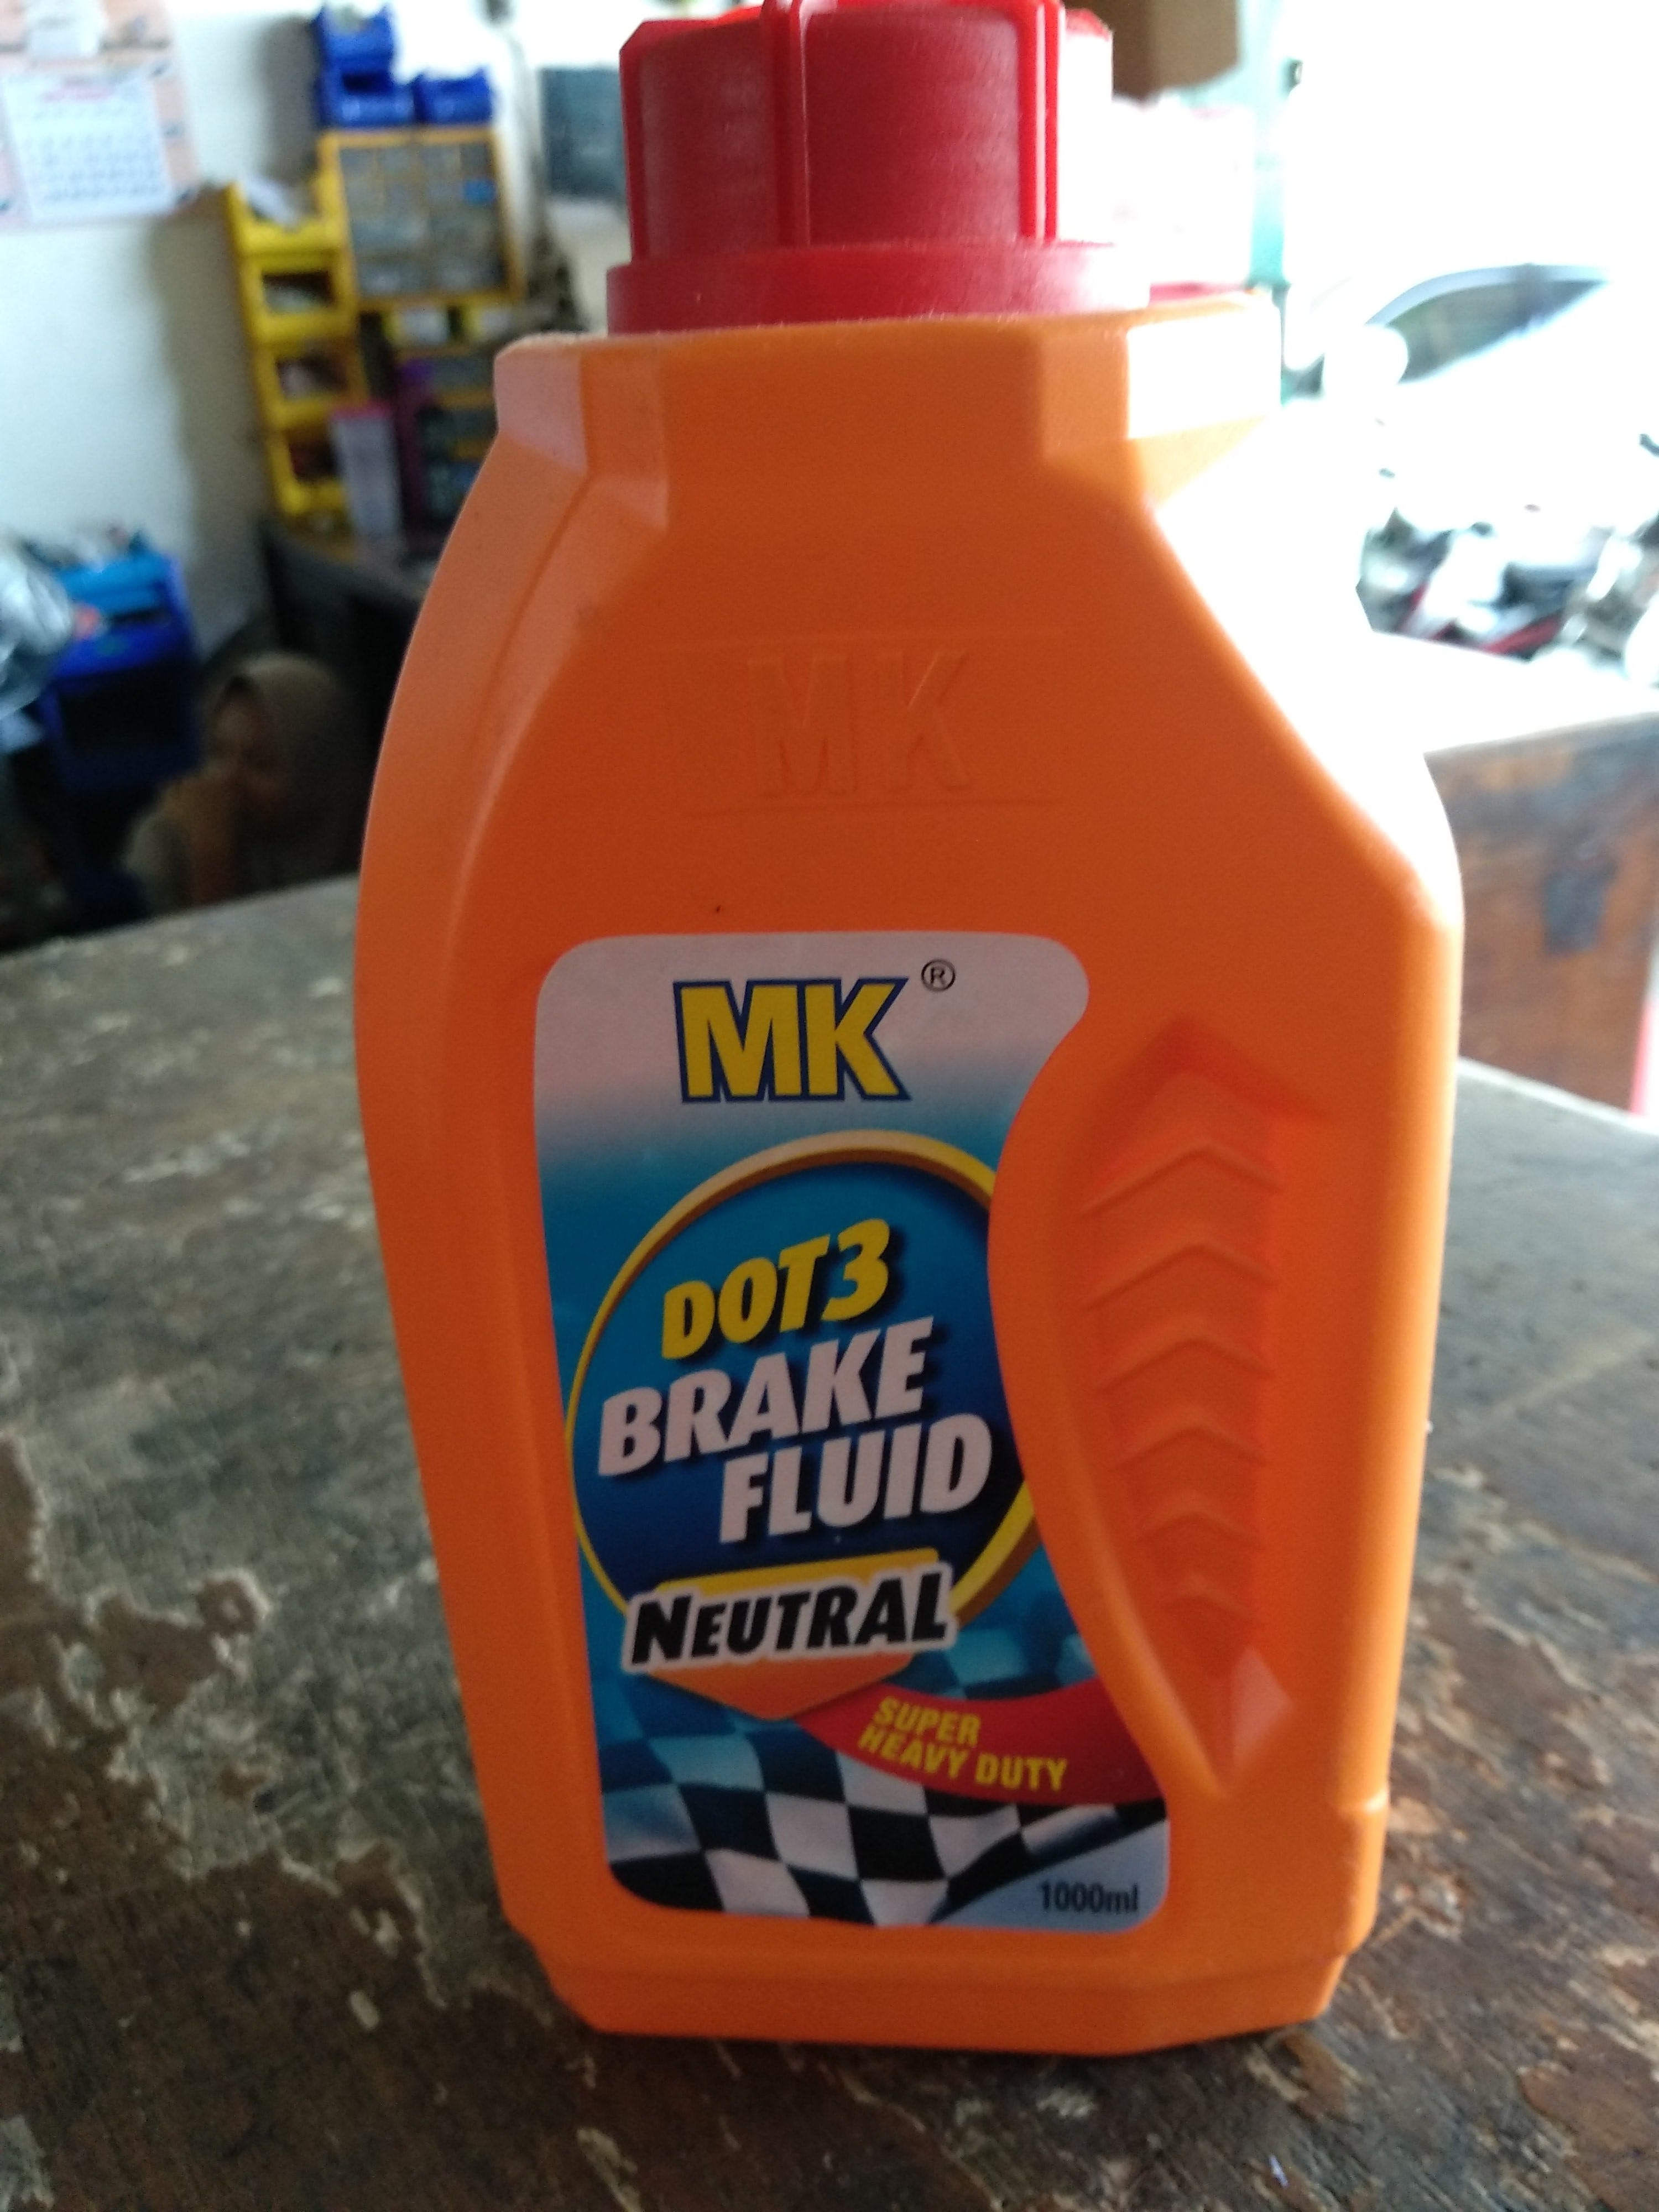 MK
MK®
DOT3
BRAKE
FLUID
NEUTRAL
SUPER
HEAVY DUTY
1000ml